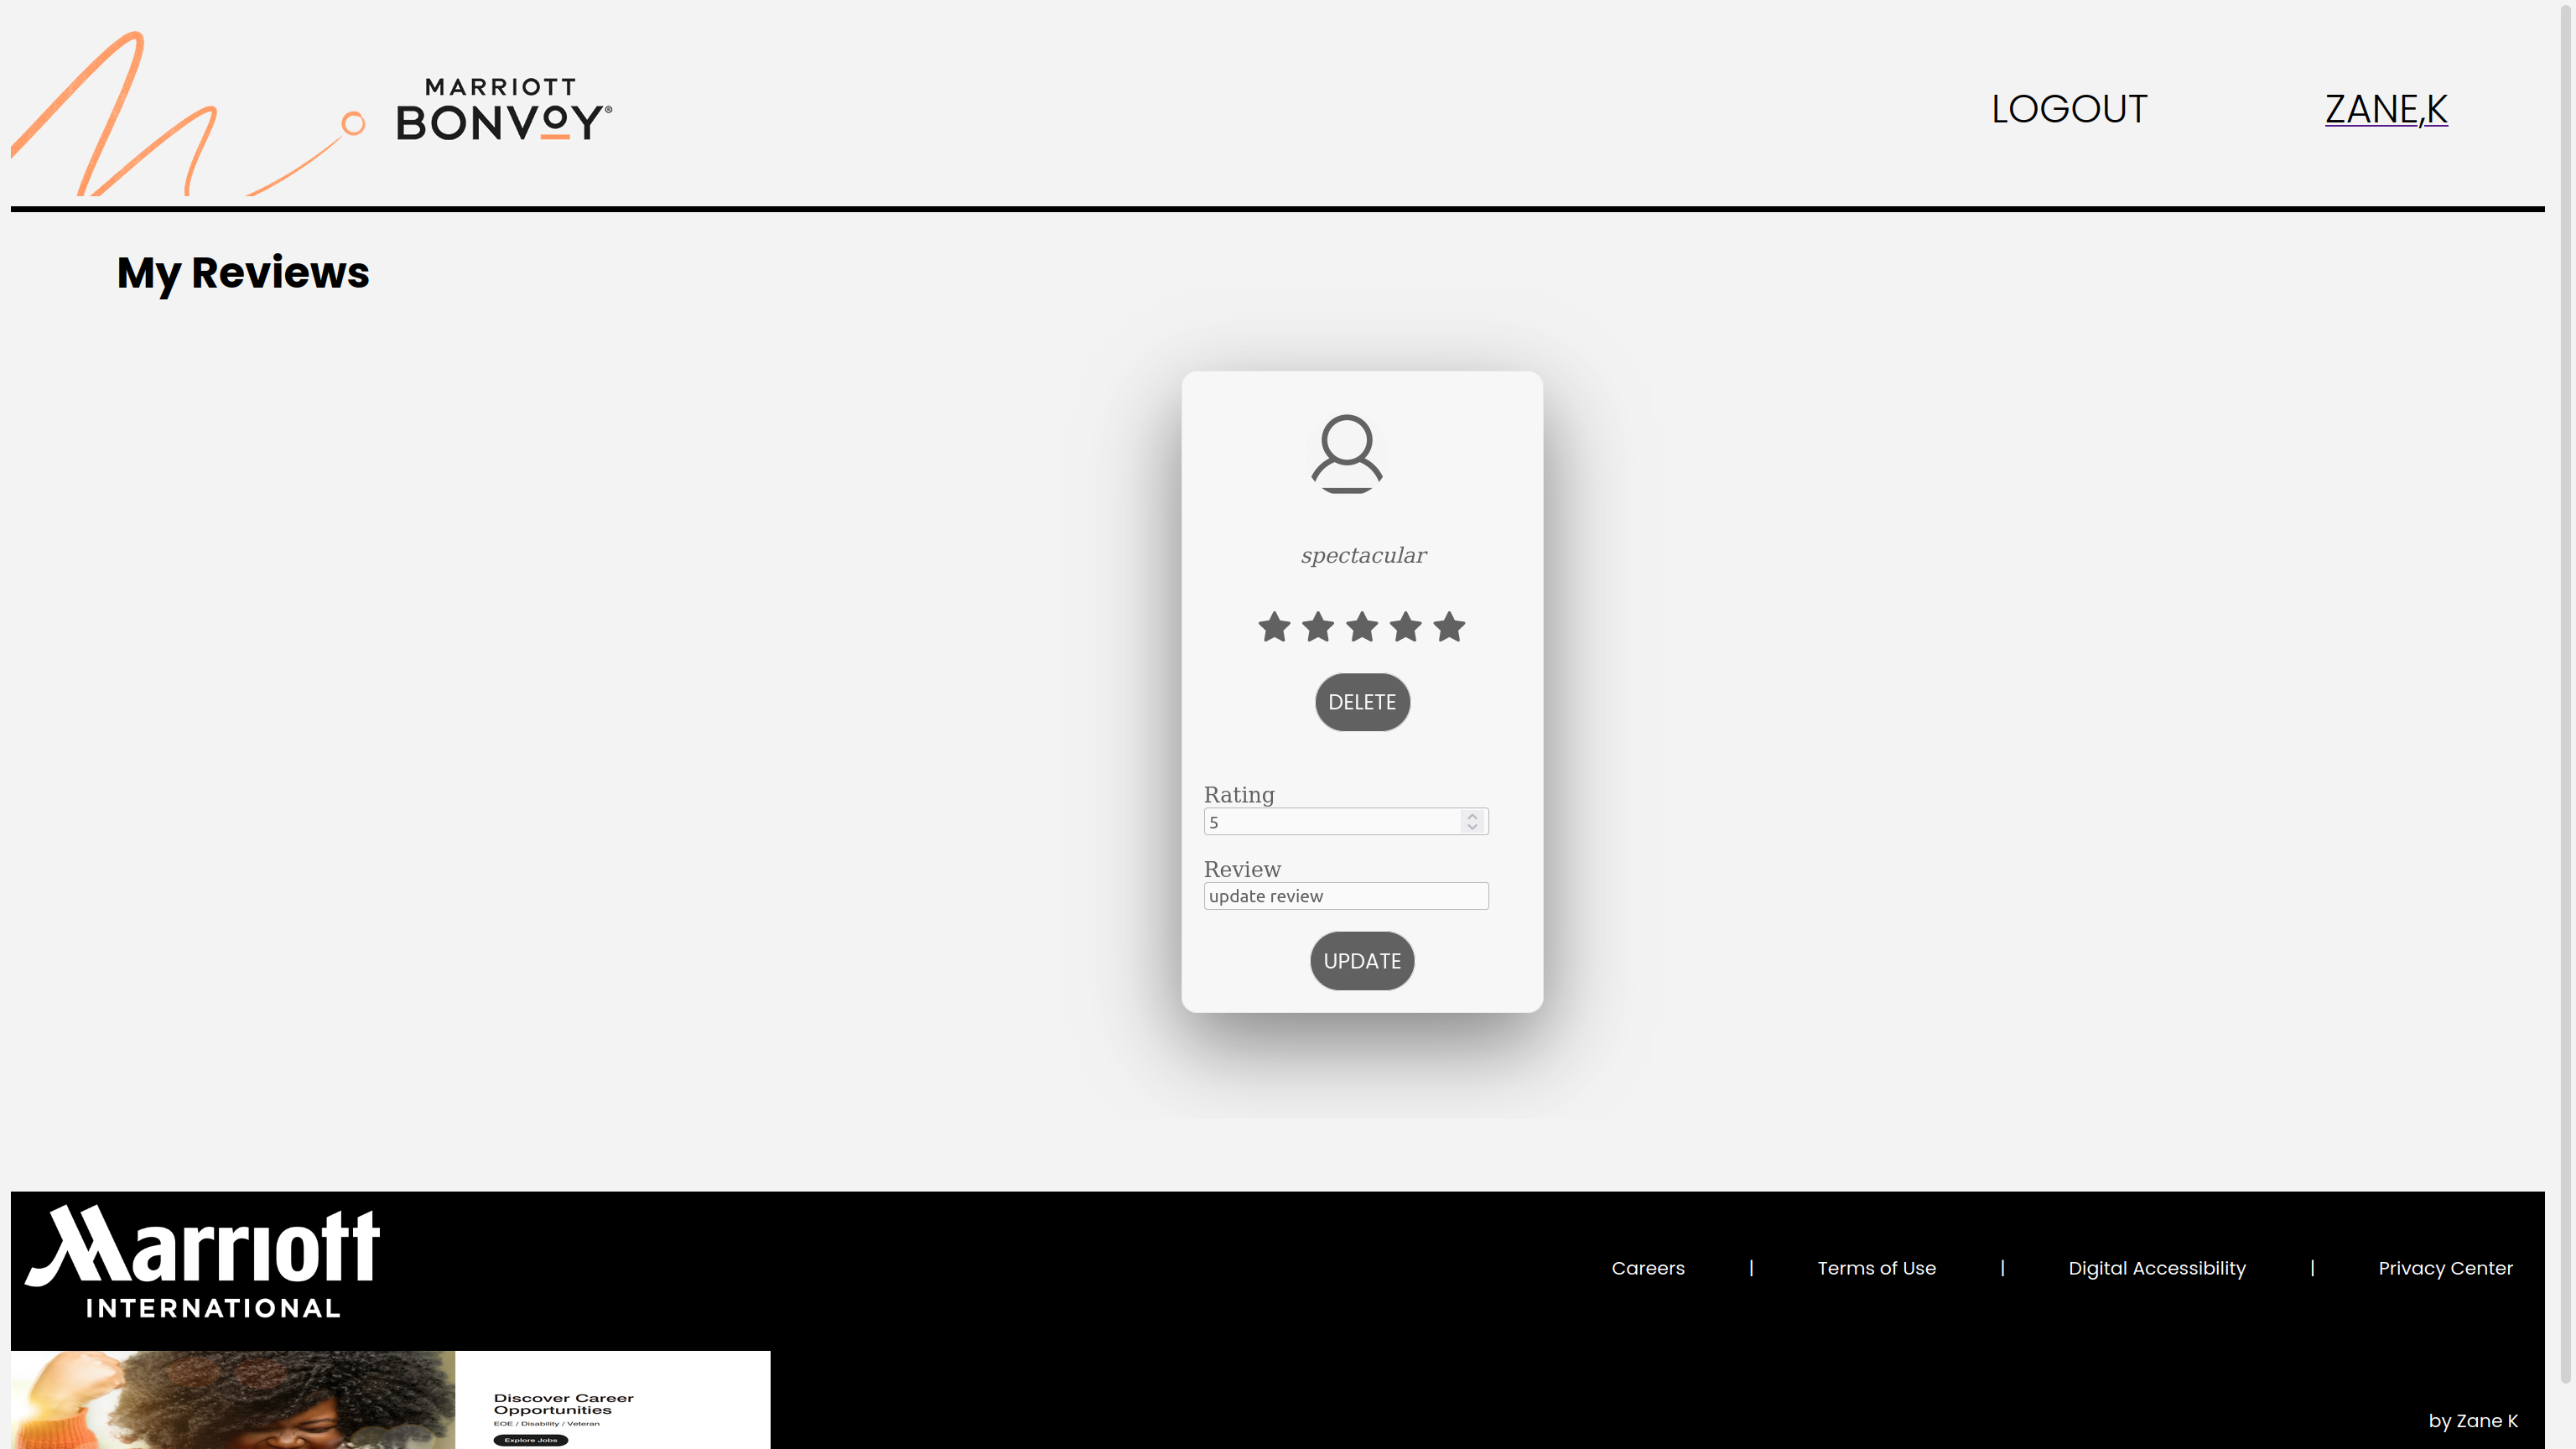 MARRIOTT
BONVOY®
LOGOUT
ZANE,K
My Reviews
spectacular
DELETE
Rating
5
Review
update review
UPDATE
Marriott
INTERNATIONAL
Careers | Terms of Use | Digital Accessibility | Privacy Center
Discover Career
Opportunities
EOE / Disability / Veteran
Explore Jobs
by Zane K